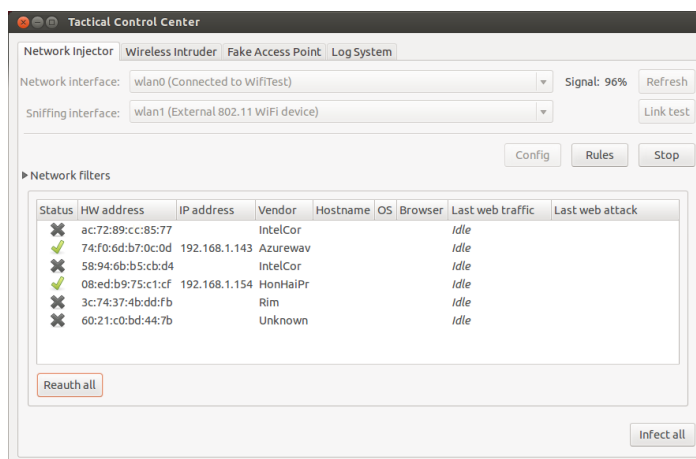 Tactical Control Center
Network Injector Wireless Intruder Fake Access Point Log System
Network interface: wlan0 (Connected to WifiTest) Signal: 96% Refresh
Sniffing interface: wlan1 (External 802.11 WiFi device) Link test
Config Rules Stop
Network filters
Status HW address IP address Vendor Hostname OS Browser Last web traffic Last web attack
ac:72:89:cc:85:77 IntelCor Idle
74:f0:6d:b7:0c:0d 192.168.1.143 Azurewav Idle
58:94:6b:b5:cb:d4 IntelCor Idle
08:ed:b9:75:c1:cf 192.168.1.154 HonHaiPr Idle
3c:74:37:4b:dd:fb Rim Idle
60:21:c0:bd:44:7b Unknown Idle
Reauth all
Infect all